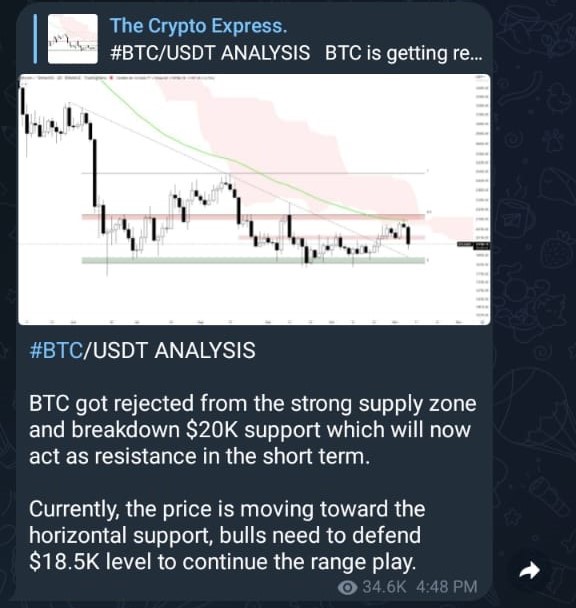 The Crypto Express.
#BTC/USDT ANALYSIS BTC is getting re...
#BTC/USDT ANALYSIS
BTC got rejected from the strong supply zone
and breakdown $20K support which will now
act as resistance in the short term.
Currently, the price is moving toward the
horizontal support, bulls need to defend
$18.5K level to continue the range play.
34.6K 4:48 PM